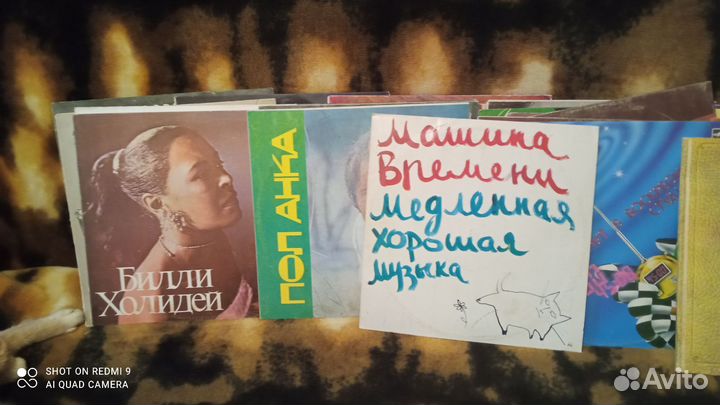 Билли
Холидей
ПОЛ АНКА
Машина
Времени
Медленная
хорошая
музыка
SHOT ON REDMI 9
AI QUAD CAMERA
Avito